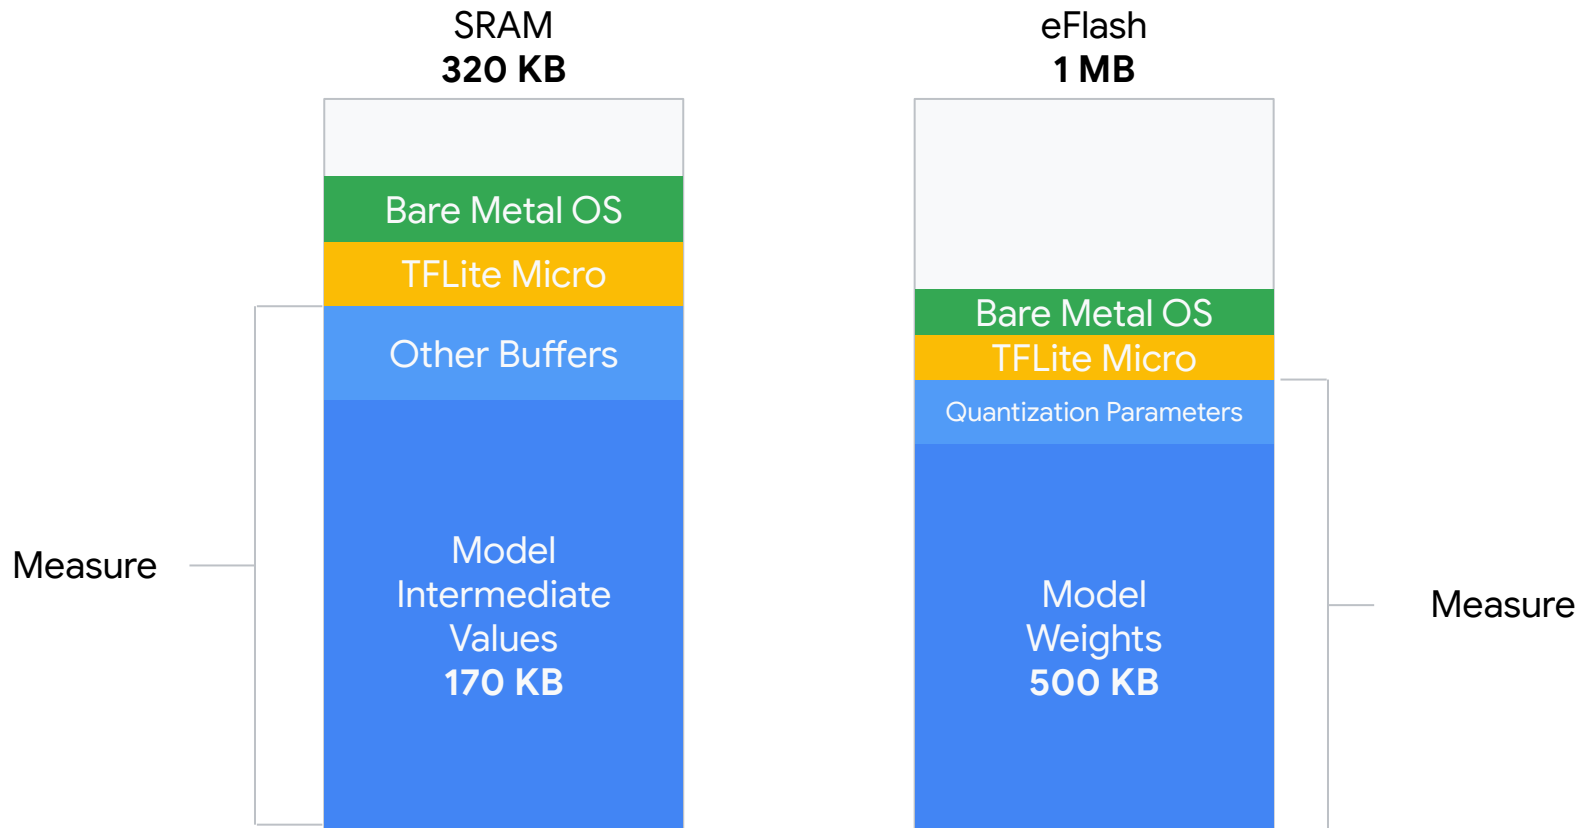 SRAM
320 KB
Bare Metal OS
TFLite Micro
Other Buffers
Model
Intermediate
Values
170 KB
Measure
eFlash
1 MB
Bare Metal OS
TFLite Micro
Quantization Parameters
Model
Weights
500 KB
Measure